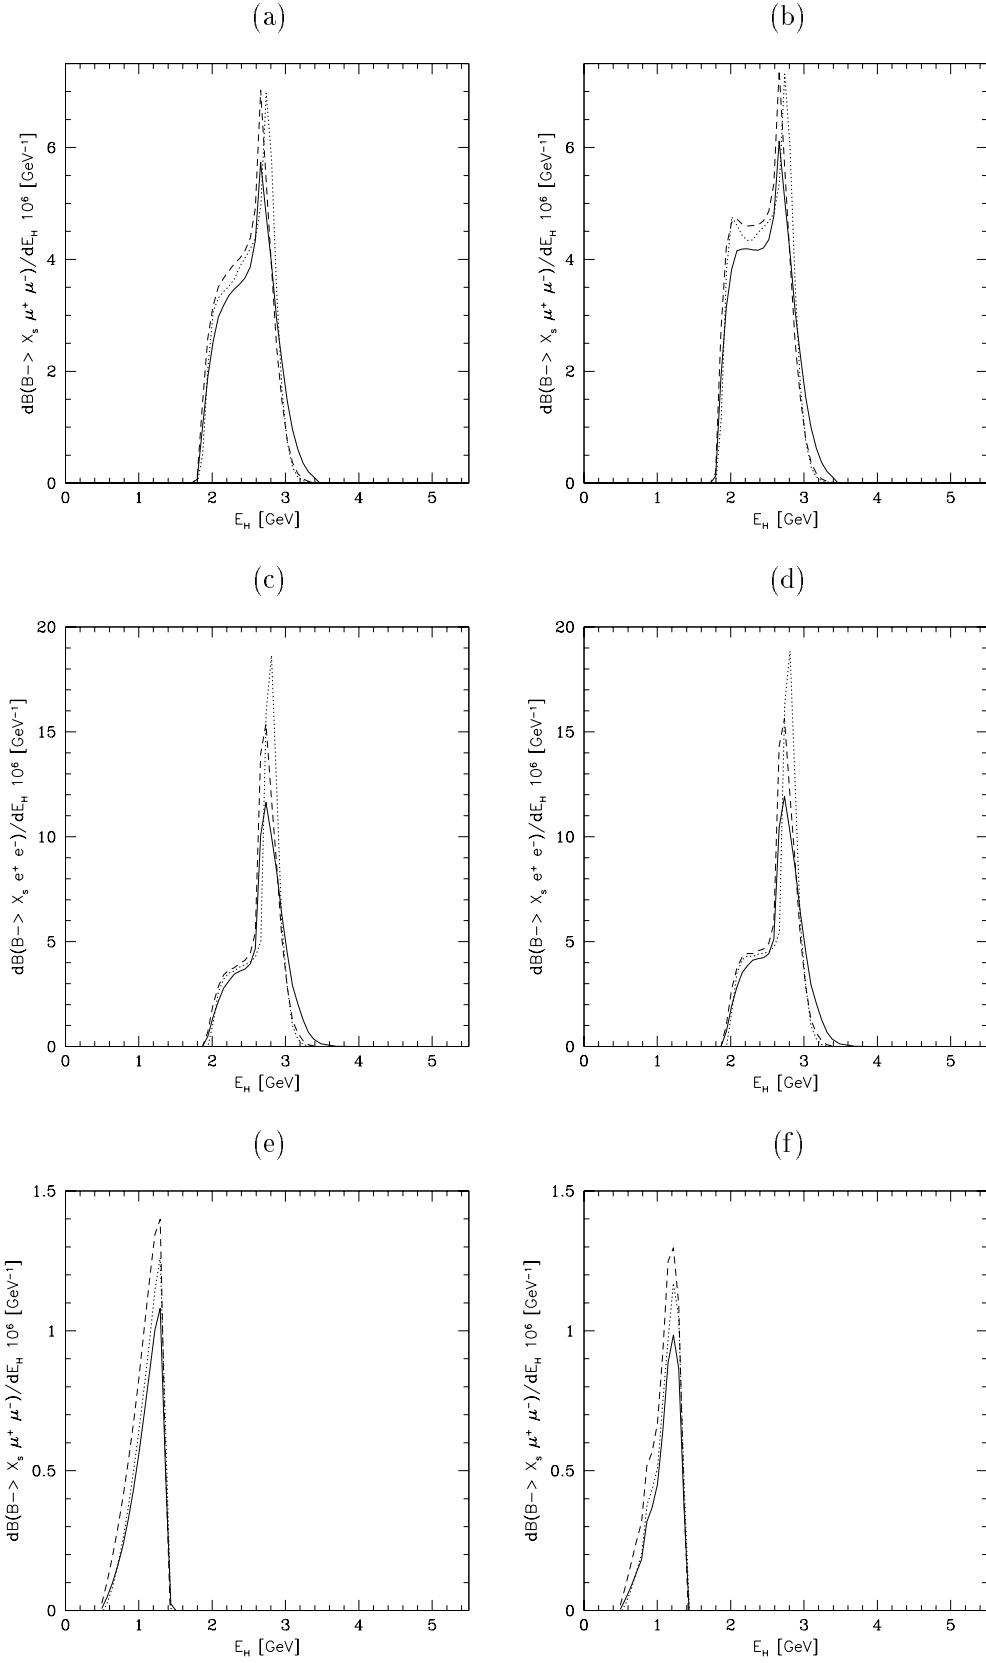 (a)
dB(B-> X_s μ⁺ μ⁻)/dE_H 10⁶ [GeV⁻¹]
6
4
2
0
0 1 2 3 4 5
E_H [GeV]
(b)
dB(B-> X_s μ⁺ μ⁻)/dE_H 10⁶ [GeV⁻¹]
6
4
2
0
0 1 2 3 4 5
E_H [GeV]
(c)
dB(B-> X_s e⁺ e⁻)/dE_H 10⁶ [GeV⁻¹]
20
15
10
5
0
0 1 2 3 4 5
E_H [GeV]
(d)
dB(B-> X_s e⁺ e⁻)/dE_H 10⁶ [GeV⁻¹]
20
15
10
5
0
0 1 2 3 4 5
E_H [GeV]
(e)
dB(B-> X_s μ⁺ μ⁻)/dE_H 10⁶ [GeV⁻¹]
1.5
1
0.5
0
0 1 2 3 4 5
E_H [GeV]
(f)
dB(B-> X_s μ⁺ μ⁻)/dE_H 10⁶ [GeV⁻¹]
1.5
1
0.5
0
0 1 2 3 4 5
E_H [GeV]